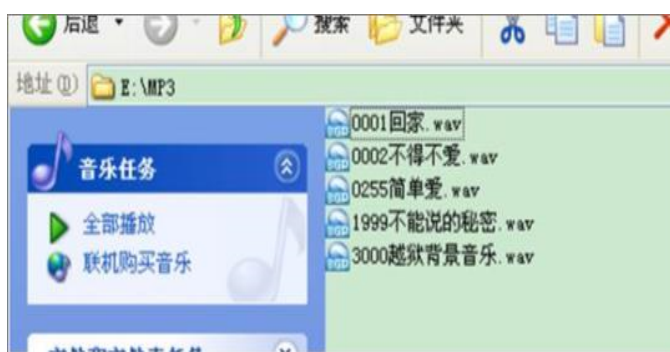 后退
搜索
文件夹
地址(D)
E:\MP3
音乐任务
全部播放
联机购买音乐
0001回家.wav
0002不得不爱.wav
0255简单爱.wav
1999不能说的秘密.wav
3000越狱背景音乐.wav